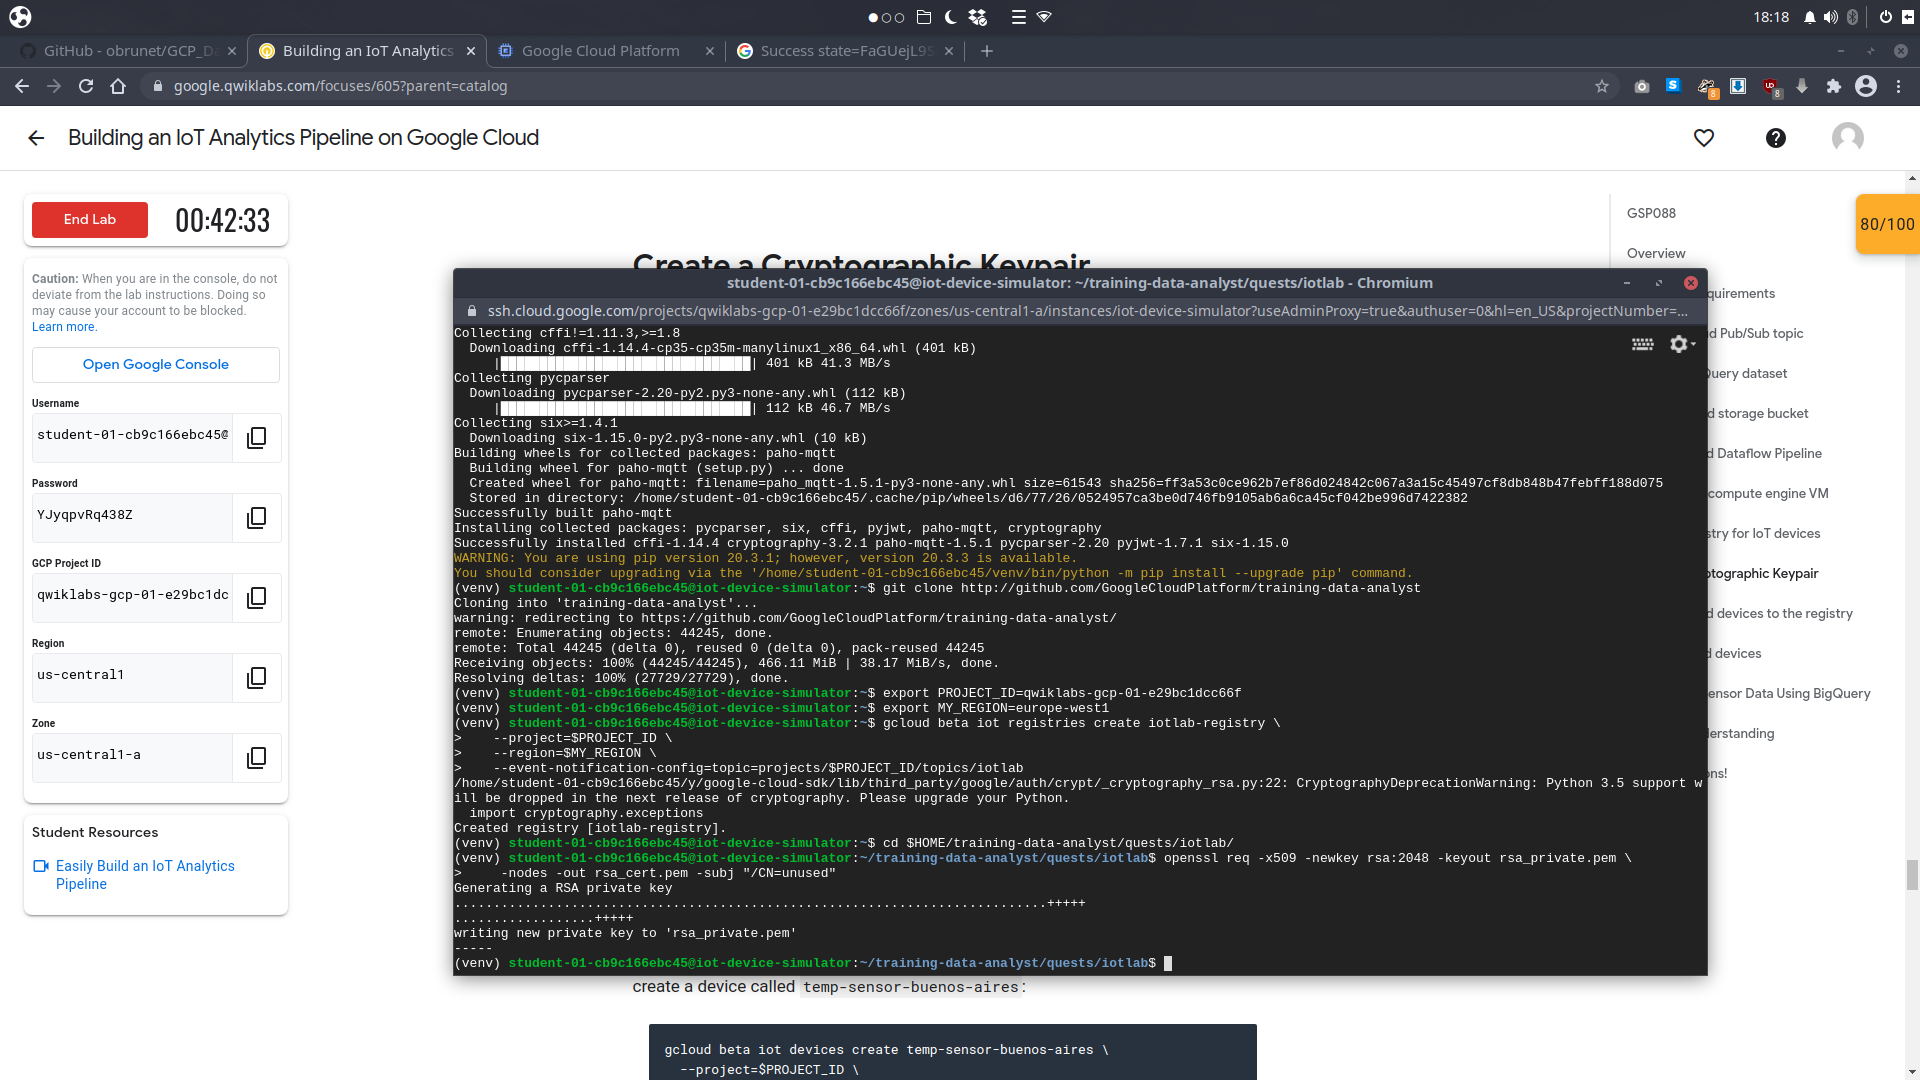 18:18
GitHub - obrunet/GCP_Da
Building an IoT Analytics
Google Cloud Platform
Success state=FaGUejL9S
google.qwiklabs.com/focuses/605?parent=catalog
Building an IoT Analytics Pipeline on Google Cloud
End Lab
00:42:33
Caution: When you are in the console, do not
deviate from the lab instructions. Doing so
may cause your account to be blocked.
Learn more.
Open Google Console
Username
student-01-cb9c166ebc45@
Password
YJyqpvRq438Z
GCP Project ID
qwiklabs-gcp-01-e29bc1dc
Region
us-central1
Zone
us-central1-a
Student Resources
Easily Build an IoT Analytics
Pipeline
Create a Cryptographic Keypair
student-01-cb9c166ebc45@iot-device-simulator: ~/training-data-analyst/quests/iotlab - Chromium
ssh.cloud.google.com/projects/qwiklabs-gcp-01-e29bc1dcc66f/zones/us-central1-a/instances/iot-device-simulator?useAdminProxy=true&authuser=0&hl=en_US&projectNumber=...
Collecting cffi!=1.11.3,>=1.8
Downloading cffi-1.14.4-cp35-cp35m-manylinux1_x86_64.whl (401 kB)
|████████████████████████████████| 401 kB 41.3 MB/s
Collecting pycparser
Downloading pycparser-2.20-py2.py3-none-any.whl (112 kB)
|████████████████████████████████| 112 kB 46.7 MB/s
Collecting six>=1.4.1
Downloading six-1.15.0-py2.py3-none-any.whl (10 kB)
Building wheels for collected packages: paho-mqtt
Building wheel for paho-mqtt (setup.py) ... done
Created wheel for paho-mqtt: filename=paho_mqtt-1.5.1-py3-none-any.whl size=61543 sha256=ff3a53c0ce962b7ef86d024842c067a3a15c45497cf8db848b47febff188d075
Stored in directory: /home/student-01-cb9c166ebc45/.cache/pip/wheels/d6/77/26/0524957ca3be0d746fb9105ab6a6ca45cf042be996d7422382
Successfully built paho-mqtt
Installing collected packages: pycparser, six, cffi, pyjwt, paho-mqtt, cryptography
Successfully installed cffi-1.14.4 cryptography-3.2.1 paho-mqtt-1.5.1 pycparser-2.20 pyjwt-1.7.1 six-1.15.0
WARNING: You are using pip version 20.3.1; however, version 20.3.3 is available.
You should consider upgrading via the '/home/student-01-cb9c166ebc45/venv/bin/python -m pip install --upgrade pip' command.
(venv) student-01-cb9c166ebc45@iot-device-simulator:~$ git clone http://github.com/GoogleCloudPlatform/training-data-analyst
Cloning into 'training-data-analyst'...
warning: redirecting to https://github.com/GoogleCloudPlatform/training-data-analyst/
remote: Enumerating objects: 44245, done.
remote: Total 44245 (delta 0), reused 0 (delta 0), pack-reused 44245
Receiving objects: 100% (44245/44245), 466.11 MiB | 38.17 MiB/s, done.
Resolving deltas: 100% (27729/27729), done.
(venv) student-01-cb9c166ebc45@iot-device-simulator:~$ export PROJECT_ID=qwiklabs-gcp-01-e29bc1dcc66f
(venv) student-01-cb9c166ebc45@iot-device-simulator:~$ export MY_REGION=europe-west1
(venv) student-01-cb9c166ebc45@iot-device-simulator:~$ gcloud beta iot registries create iotlab-registry \
>    --project=$PROJECT_ID \
>    --region=$MY_REGION \
>    --event-notification-config=topic=projects/$PROJECT_ID/topics/iotlab
/home/student-01-cb9c166ebc45/y/google-cloud-sdk/lib/third_party/google/auth/crypt/_cryptography_rsa.py:22: CryptographyDeprecationWarning: Python 3.5 support w
ill be dropped in the next release of cryptography. Please upgrade your Python.
import cryptography.exceptions
Created registry [iotlab-registry].
(venv) student-01-cb9c166ebc45@iot-device-simulator:~$ cd $HOME/training-data-analyst/quests/iotlab/
(venv) student-01-cb9c166ebc45@iot-device-simulator:~/training-data-analyst/quests/iotlab$ openssl req -x509 -newkey rsa:2048 -keyout rsa_private.pem \
>     -nodes -out rsa_cert.pem -subj "/CN=unused"
Generating a RSA private key
............................................................................+++++
..................+++++
writing new private key to 'rsa_private.pem'
-----
(venv) student-01-cb9c166ebc45@iot-device-simulator:~/training-data-analyst/quests/iotlab$
create a device called temp-sensor-buenos-aires:
gcloud beta iot devices create temp-sensor-buenos-aires \
--project=$PROJECT_ID \
GSP088
80/100
Overview
quirements
d Pub/Sub topic
Query dataset
d storage bucket
d Dataflow Pipeline
compute engine VM
stry for IoT devices
ptographic Keypair
d devices to the registry
d devices
ensor Data Using BigQuery
derstanding
ons!